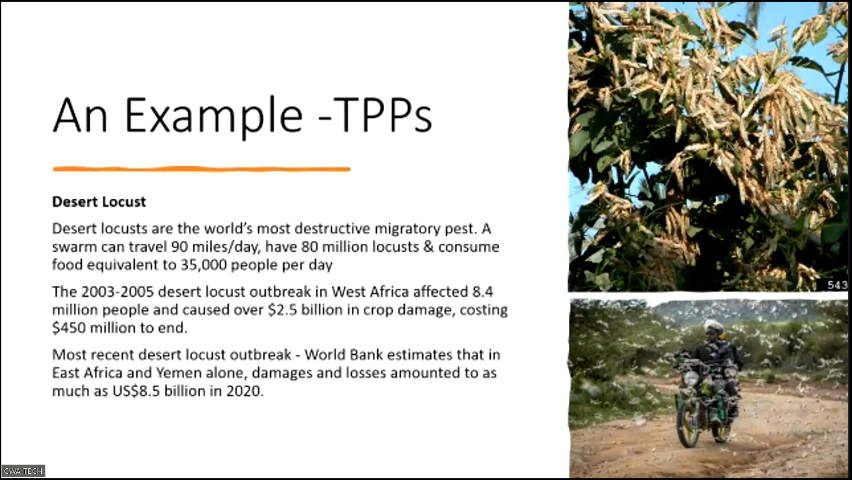 An Example -TPPs
Desert Locust
Desert locusts are the world's most destructive migratory pest. A
swarm can travel 90 miles/day, have 80 million locusts & consume
food equivalent to 35,000 people per day
The 2003-2005 desert locust outbreak in West Africa affected 8.4
million people and caused over $2.5 billion in crop damage, costing
$450 million to end.
Most recent desert locust outbreak - World Bank estimates that in
East Africa and Yemen alone, damages and losses amounted to as
much as US$8.5 billion in 2020.
543
CWA TECH